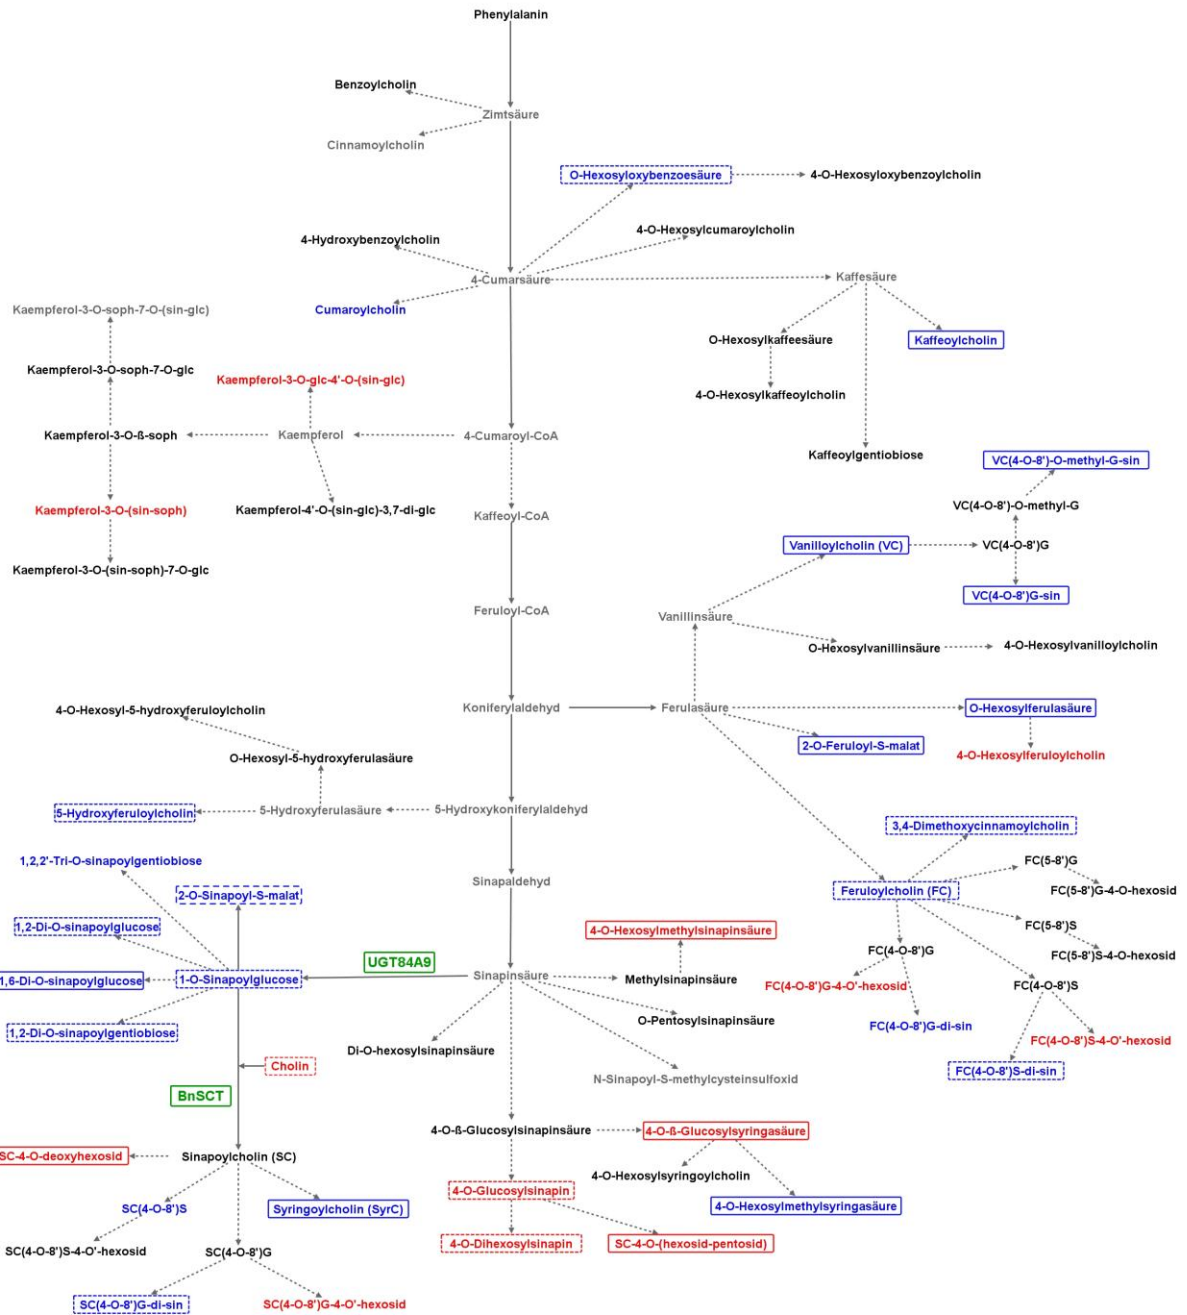 Phenylalanin
Benzoylcholin
Zimtsäure
Cinnamoylcholin
O-Hexosyloxybenzoesäure
4-O-Hexosyloxybenzoylcholin
4-O-Hexosylcumaroylcholin
4-Hydroxybenzoylcholin
4-Cumarsäure
Kaffesäure
Kaempferol-3-O-soph-7-O-(sin-glc)
Cumaroylcholin
O-Hexosylkaffeesäure
Kaffeoylcholin
Kaempferol-3-O-soph-7-O-glc
Kaempferol-3-O-glc-4'-O-(sin-glc)
4-O-Hexosylkaffeoylcholin
Kaempferol-3-O-ß-soph
Kaempferol
4-Cumaroyl-CoA
Kaffeoylgentiobiose
VC(4-O-8')-O-methyl-G-sin
Kaempferol-3-O-(sin-soph)
Kaempferol-4'-O-(sin-glc)-3,7-di-glc
Kaffeoyl-CoA
VC(4-O-8')-O-methyl-G
Vanilloylcholin (VC)
VC(4-O-8')G
Kaempferol-3-O-(sin-soph)-7-O-glc
VC(4-O-8')G-sin
Feruloyl-CoA
Vanillinsäure
O-Hexosylvanillinsäure
4-O-Hexosylvanilloylcholin
4-O-Hexosyl-5-hydroxyferuloylcholin
Koniferylaldehyd
Ferulasäure
O-Hexosylferulasäure
2-O-Feruloyl-S-malat
4-O-Hexosylferuloylcholin
O-Hexosyl-5-hydroxyferulasäure
5-Hydroxyferuloylcholin
5-Hydroxyferulasäure
5-Hydroxykoniferylaldehyd
3,4-Dimethoxycinnamoylcholin
1,2,2'-Tri-O-sinapoylgentiobiose
2-O-Sinapoyl-S-malat
Sinapaldehyd
Feruloylcholin (FC)
FC(5-8')G
FC(5-8')G-4-O-hexosid
1,2-Di-O-sinapoylglucose
4-O-Hexosylmethylsinapinsäure
FC(5-8')S
FC(4-O-8')G
FC(5-8')S-4-O-hexosid
UGT84A9
1,6-Di-O-sinapoylglucose
1-O-Sinapoylglucose
Sinapinsäure
Methylsinapinsäure
FC(4-O-8')G-4-O'-hexosid
FC(4-O-8')S
1,2-Di-O-sinapoylgentiobiose
O-Pentosylsinapinsäure
FC(4-O-8')G-di-sin
FC(4-O-8')S-4-O'-hexosid
Di-O-hexosylsinapinsäure
Cholin
N-Sinapoyl-S-methylcysteinsulfoxid
FC(4-O-8')S-di-sin
BnSCT
4-O-ß-Glucosylsinapinsäure
4-O-ß-Glucosylsyringasäure
SC-4-O-deoxyhexosid
Sinapoylcholin (SC)
4-O-Hexosylsyringoylcholin
4-O-Glucosylsinapin
SC(4-O-8')S
Syringoylcholin (SyrC)
4-O-Hexosylmethylsyringasäure
SC(4-O-8')S-4-O'-hexosid
SC(4-O-8')G
4-O-Dihexosylsinapin
SC-4-O-(hexosid-pentosid)
SC(4-O-8')G-di-sin
SC(4-O-8')G-4-O'-hexosid